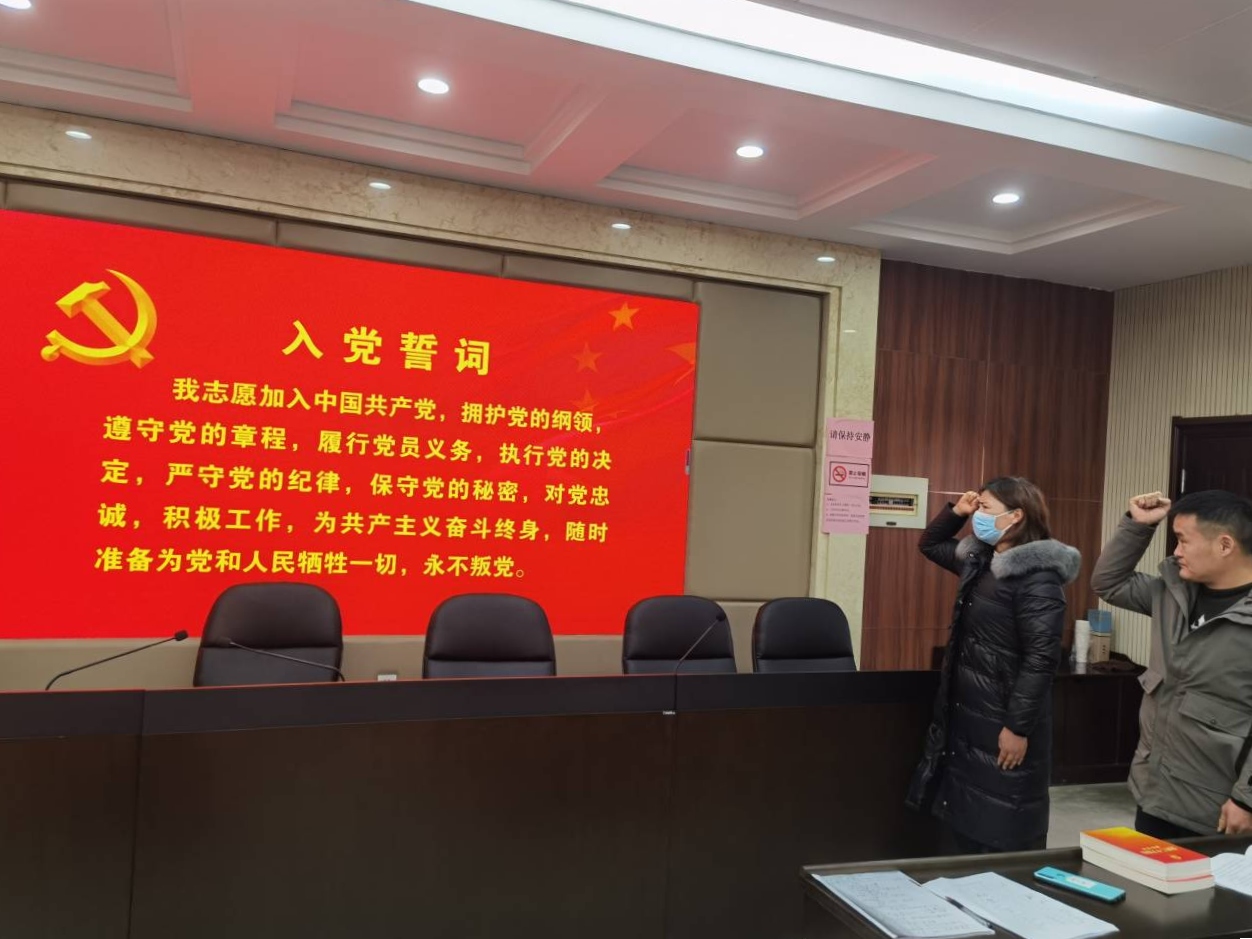 入党誓词
我志愿加入中国共产党，拥护党的纲领，
遵守党的章程，履行党员义务，执行党的决
定，严守党的纪律，保守党的秘密，对党忠
诚，积极工作，为共产主义奋斗终身，随时
准备为党和人民牺牲一切，永不叛党。
请保持安静